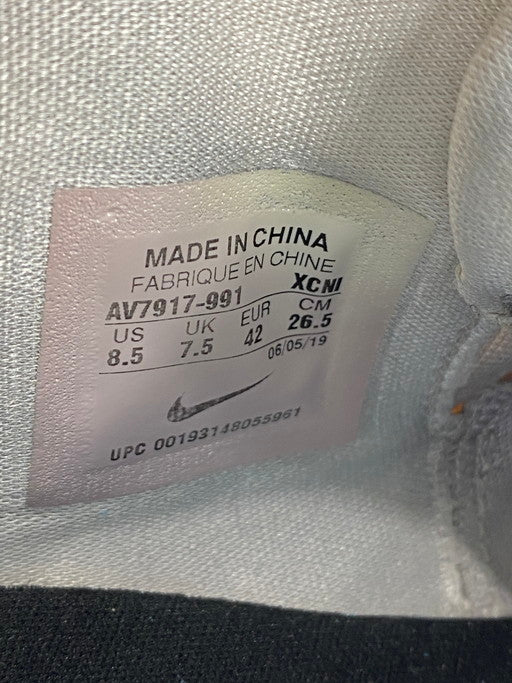 MADE IN CHINA
FABRIQUE EN CHINE
AV7917-991 XCNI
US UK EUR CM
8.5 7.5 42 26.5
06/05/19
UPC 00193148055961